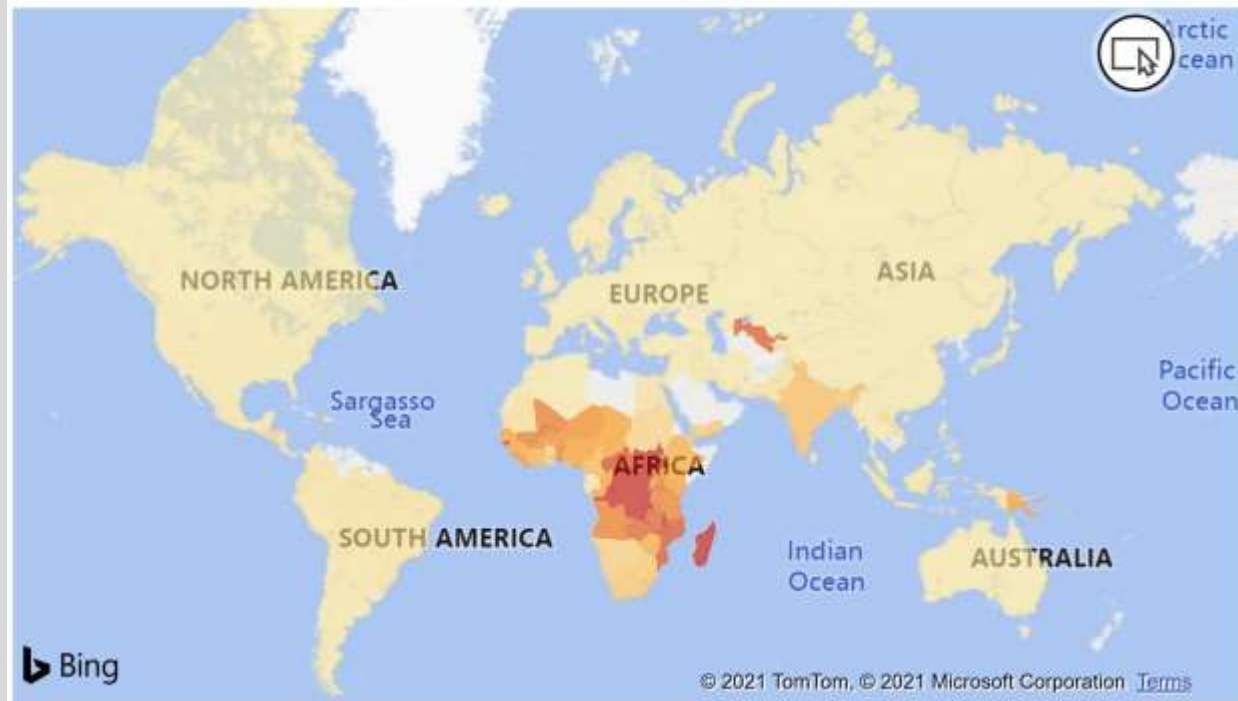 Arctic
Ocean
NORTH AMERICA
EUROPE
ASIA
Sargasso
Sea
Pacific
Ocean
AFRICA
SOUTH AMERICA
Indian
Ocean
AUSTRALIA
Bing
© 2021 TomTom, © 2021 Microsoft Corporation Terms